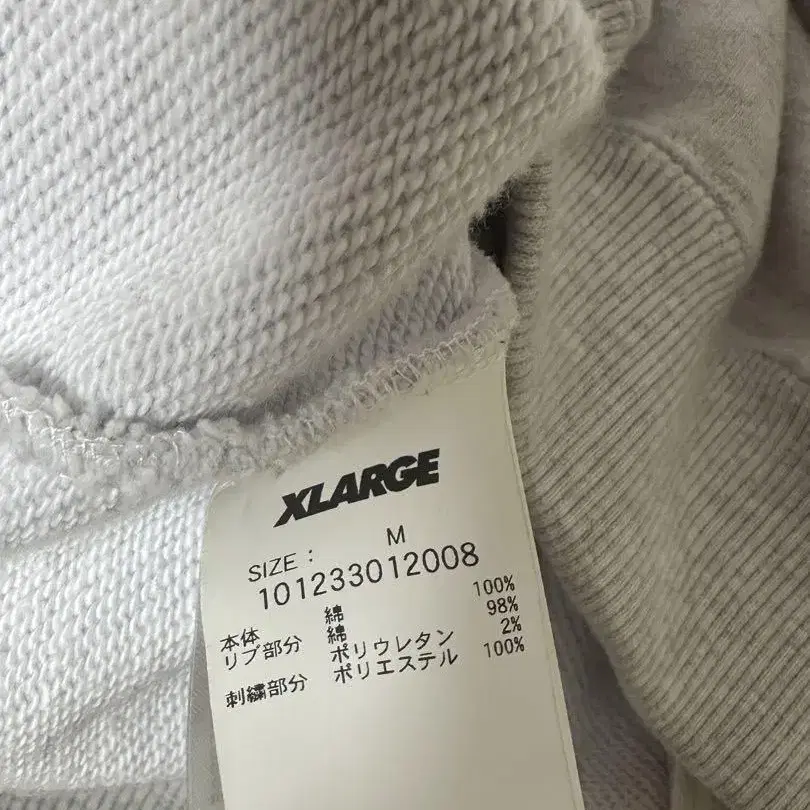 XLARGE
SIZE : M
101233012008
本体 綿 100%
リブ部分 綿 98%
ポリウレタン 2%
刺繍部分 ポリエステル 100%